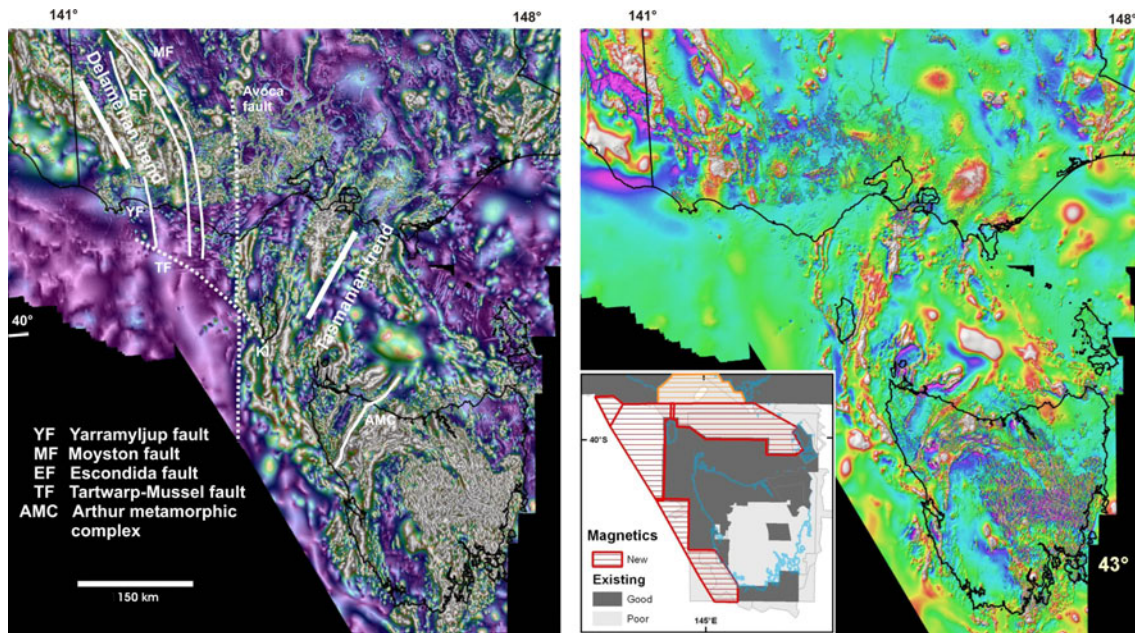 141°
148°
141°
148°
MF
EF
Delamerian trend
Avoca
fault
YF
TF
Tasmanian trend
40°
KI
AMC
YF Yarramyljup fault
MF Moyston fault
EF Escondida fault
TF Tartwarp-Mussel fault
AMC Arthur metamorphic
complex
150 km
40°S
Magnetics
New
Existing
Good
Poor
145°E
43°